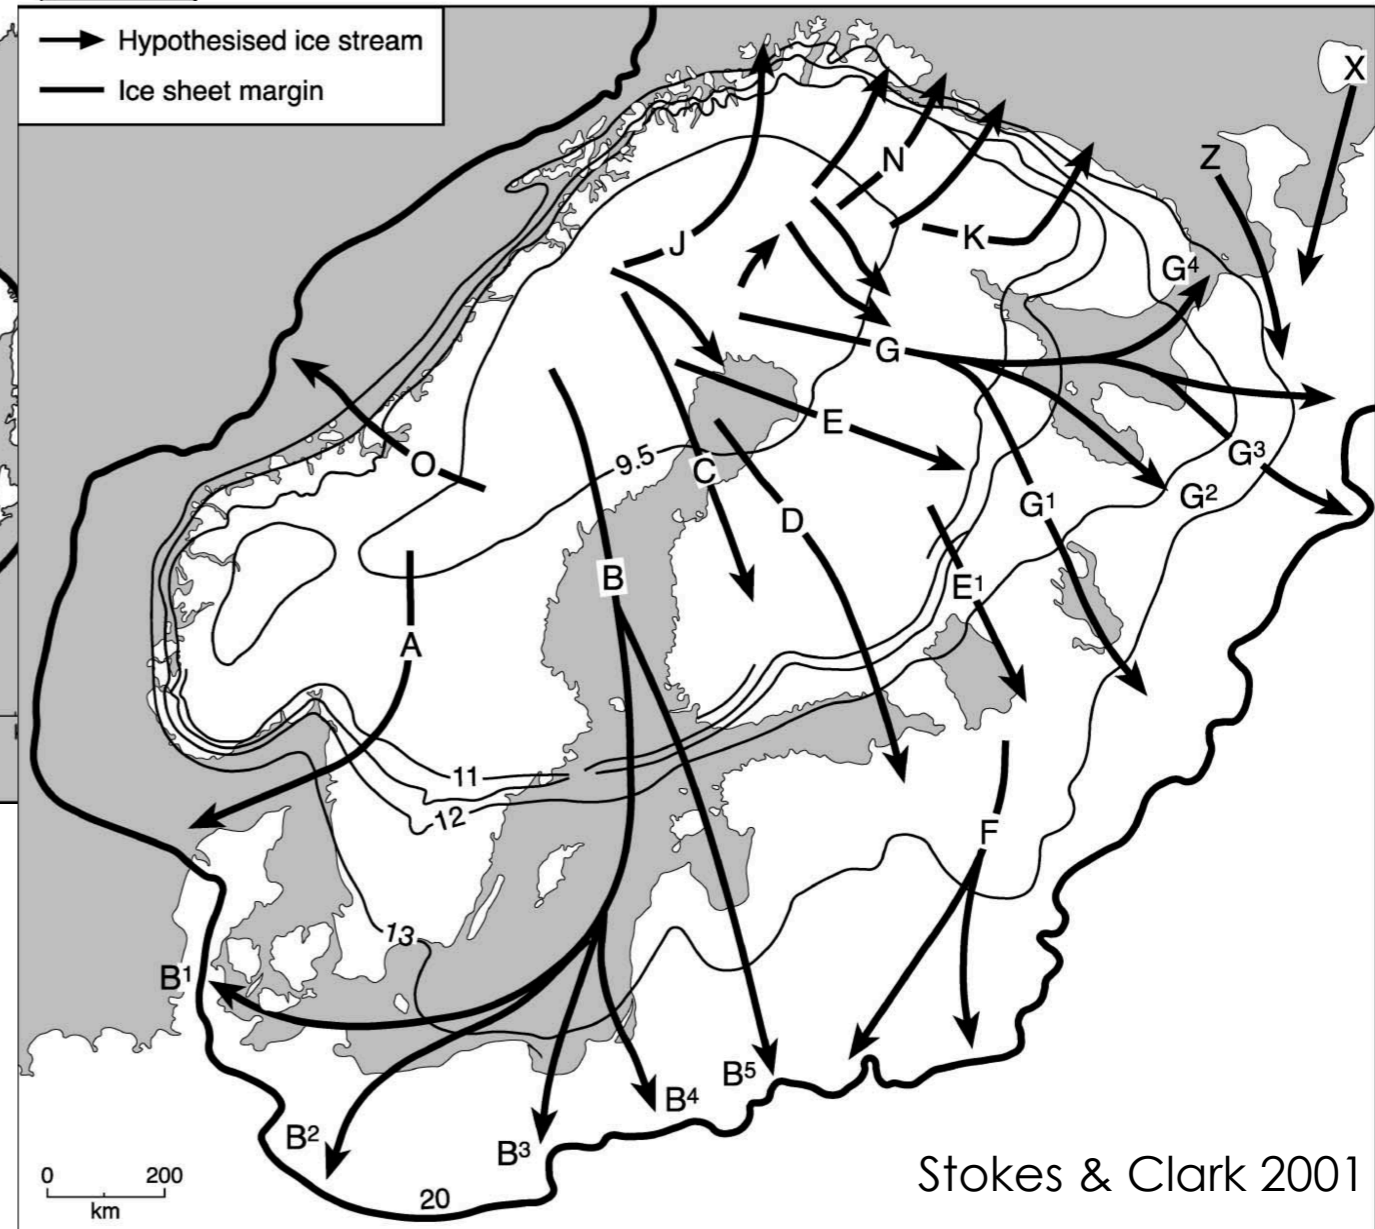 Hypothesised ice stream
Ice sheet margin
X
Z
N
J
K
G⁴
G
E
O
9.5
C
G³
G²
G¹
D
B
E¹
A
11
12
F
13
B¹
B⁵
B⁴
B²
B³
20
0 200
km
Stokes & Clark 2001